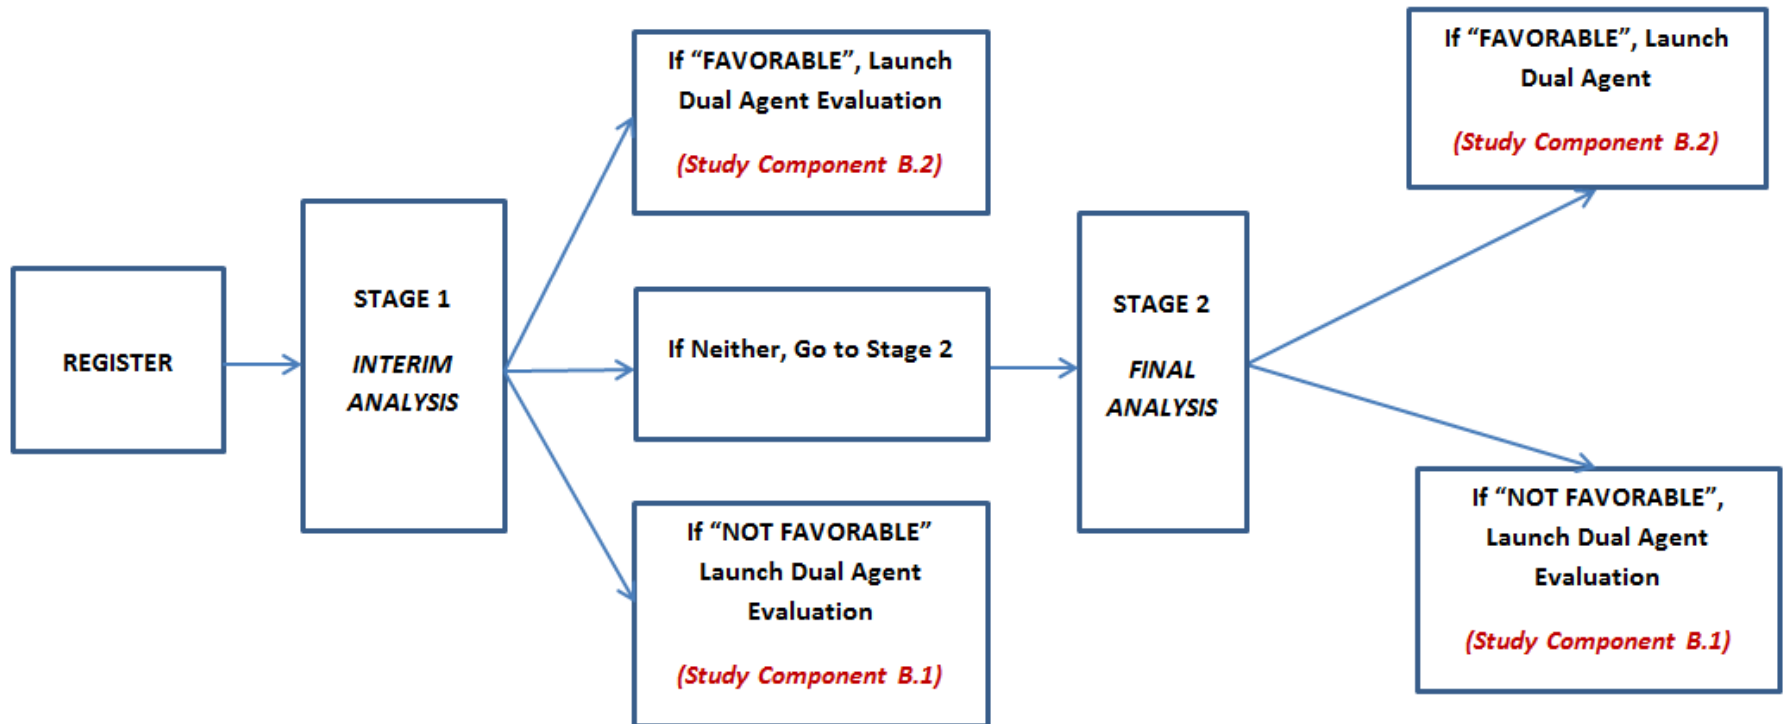 REGISTER
STAGE 1
INTERIM
ANALYSIS
If “FAVORABLE”, Launch
Dual Agent Evaluation
(Study Component B.2)
If Neither, Go to Stage 2
If “NOT FAVORABLE”
Launch Dual Agent
Evaluation
(Study Component B.1)
STAGE 2
FINAL
ANALYSIS
If “FAVORABLE”, Launch
Dual Agent
(Study Component B.2)
If “NOT FAVORABLE”,
Launch Dual Agent
Evaluation
(Study Component B.1)